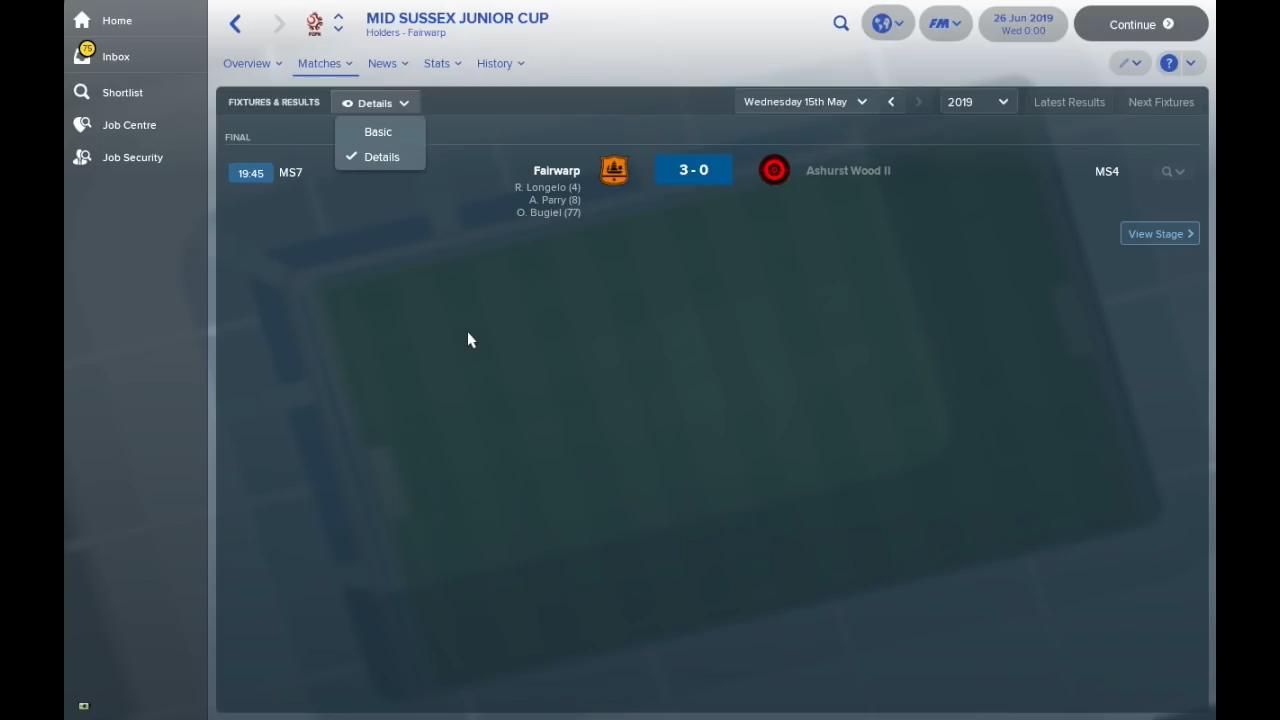 Home
75
Inbox
Shortlist
Job Centre
Job Security
MID SUSSEX JUNIOR CUP
Holders - Fairwarp
FM
26 Jun 2019
Wed 0:00
Continue
Overview
Matches
News
Stats
History
?
FIXTURES & RESULTS
Details
Wednesday 15th May
2019
Latest Results
Next Fixtures
Basic
Details
FINAL
19:45 MS7 Fairwarp 3 - 0 Ashurst Wood II MS4
R. Longelo (4)
A. Parry (8)
O. Bugiel (77)
View Stage